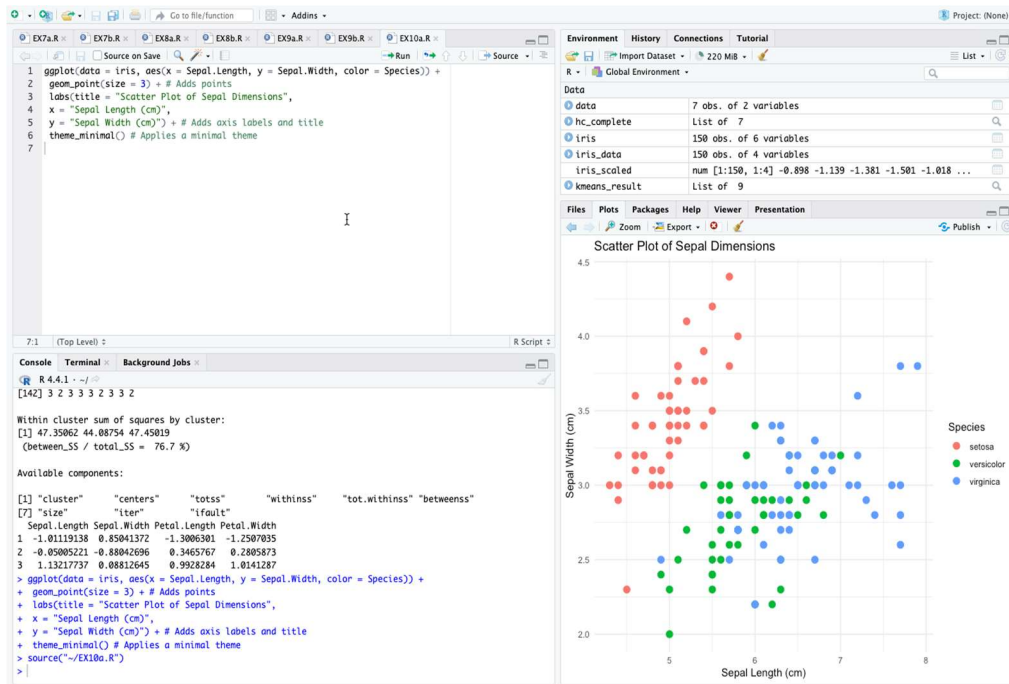 Go to file/function
Addins
Project: (None)
EX7a.R EX7b.R EX8a.R EX8b.R EX9a.R EX9b.R EX10a.R
Source on Save Run Source
1 ggplot(data = iris, aes(x = Sepal.Length, y = Sepal.Width, color = Species)) +
2 geom_point(size = 3) + # Adds points
3 labs(title = "Scatter Plot of Sepal Dimensions",
4 x = "Sepal Length (cm)",
5 y = "Sepal Width (cm)") + # Adds axis labels and title
6 theme_minimal() # Applies a minimal theme
7
7:1 (Top Level) R Script
Console Terminal Background Jobs
R 4.4.1 · ~/
[142] 3 2 3 3 3 2 3 3 2
Within cluster sum of squares by cluster:
[1] 47.35062 44.08754 47.45019
(between_SS / total_SS = 76.7 %)
Available components:
[1] "cluster" "centers" "totss" "withinss" "tot.withinss" "betweenss"
[7] "size" "iter" "ifault"
Sepal.Length Sepal.Width Petal.Length Petal.Width
1 -1.01119138 0.85041372 -1.3006301 -1.2507035
2 -0.05005221 -0.88042696 0.3465767 0.2805873
3 1.13217737 0.08812645 0.9928284 1.0141287
> ggplot(data = iris, aes(x = Sepal.Length, y = Sepal.Width, color = Species)) +
+ geom_point(size = 3) + # Adds points
+ labs(title = "Scatter Plot of Sepal Dimensions",
+ x = "Sepal Length (cm)",
+ y = "Sepal Width (cm)") + # Adds axis labels and title
+ theme_minimal() # Applies a minimal theme
> source("~/EX10a.R")
>
Environment History Connections Tutorial
Import Dataset 220 MiB List
R Global Environment
Data
data 7 obs. of 2 variables
hc_complete List of 7
iris 150 obs. of 6 variables
iris_data 150 obs. of 4 variables
iris_scaled num [1:150, 1:4] -0.898 -1.139 -1.381 -1.501 -1.018 ...
kmeans_result List of 9
Files Plots Packages Help Viewer Presentation
Zoom Export Publish
Scatter Plot of Sepal Dimensions
4.5
4.0
3.5
3.0
2.5
2.0
Sepal Width (cm)
5 6 7 8
Sepal Length (cm)
Species
setosa
versicolor
virginica